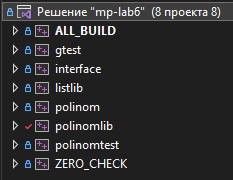 Решение "mp-lab6" (8 проекта 8)
ALL_BUILD
gtest
interface
listlib
polinom
polinomlib
polinomtest
ZERO_CHECK